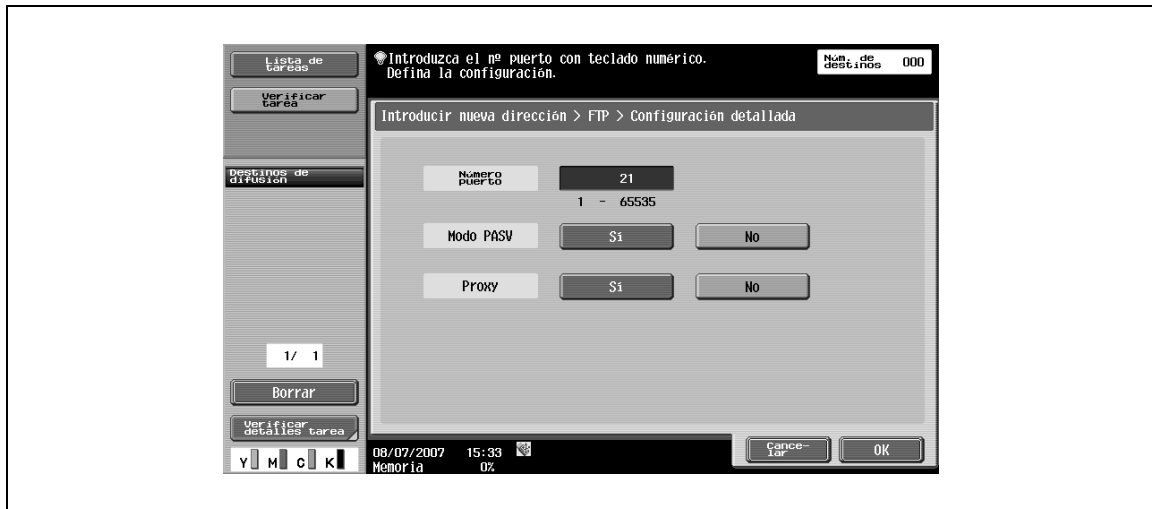 Lista de
tareas
Verificar
tarea
Introduzca el nº puerto con teclado numérico.
Defina la configuración.
Núm. de
destinos 000
Introducir nueva dirección > FTP > Configuración detallada
Destinos de
difusión
Número
puerto
21
1 - 65535
Modo PASV Sí No
Proxy Sí No
1/ 1
Borrar
Verificar
detalles tarea
Y M C K
08/07/2007 15:33
Memoria 0%
Cance-
lar
OK